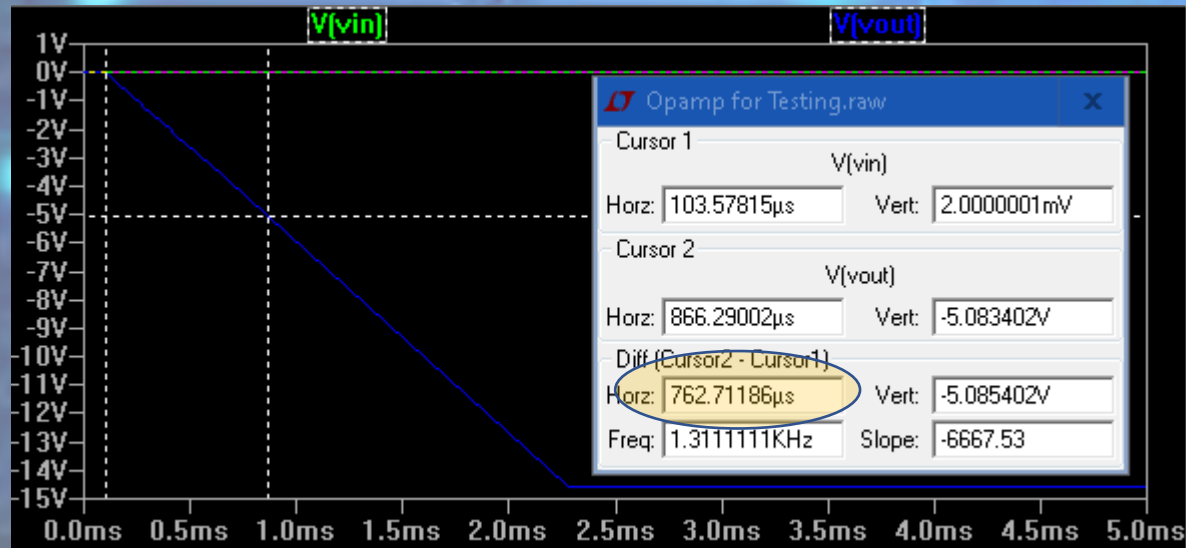 V(vin) V(vout)
1V
0V
-1V
-2V
-3V
-4V
-5V
-6V
-7V
-8V
-9V
-10V
-11V
-12V
-13V
-14V
-15V
0.0ms 0.5ms 1.0ms 1.5ms 2.0ms 2.5ms 3.0ms 3.5ms 4.0ms 4.5ms 5.0ms
Opamp for Testing.raw x
Cursor 1
V(vin)
Horz: 103.57815µs Vert: 2.0000001mV
Cursor 2
V(vout)
Horz: 866.29002µs Vert: -5.083402V
Diff (Cursor2 - Cursor1)
Horz: 762.71186µs Vert: -5.085402V
Freq: 1.3111111KHz Slope: -6667.53